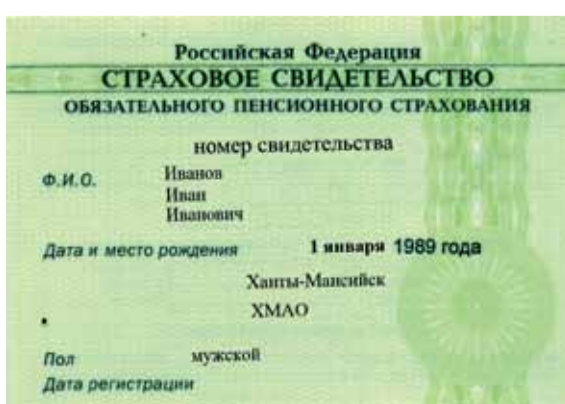 Российская Федерация
СТРАХОВОЕ СВИДЕТЕЛЬСТВО
ОБЯЗАТЕЛЬНОГО ПЕНСИОННОГО СТРАХОВАНИЯ
номер свидетельства
Ф.И.О. Иванов
Иван
Иванович
Дата и место рождения 1 января 1989 года
Ханты-Мансийск
ХМАО
Пол мужской
Дата регистрации